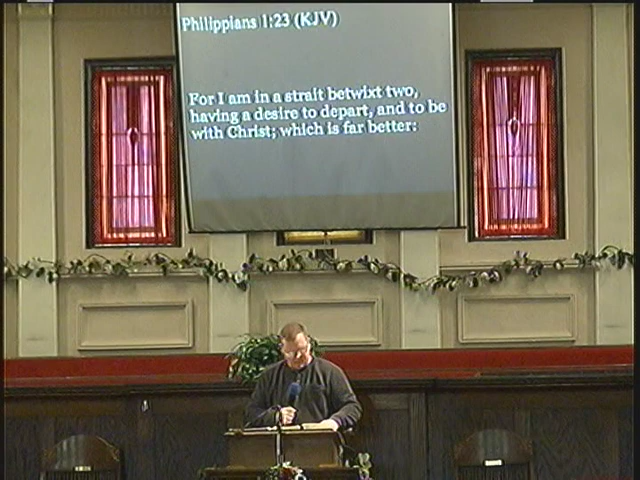 Philippians 1:23 (KJV)
For I am in a strait betwixt two,
having a desire to depart, and to be
with Christ; which is far better: